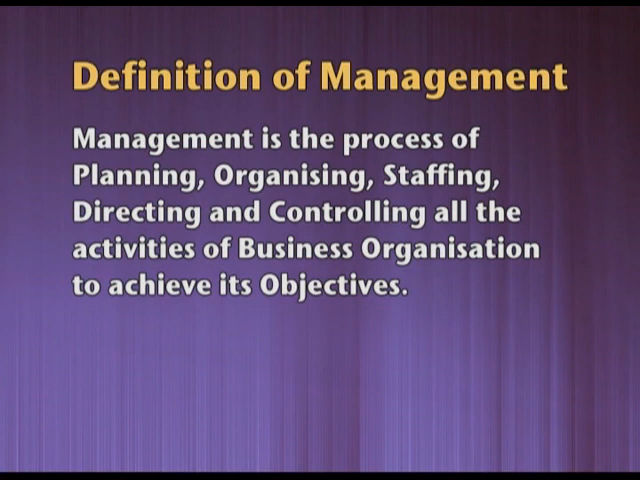 Definition of Management
Management is the process of
Planning, Organising, Staffing,
Directing and Controlling all the
activities of Business Organisation
to achieve its Objectives.